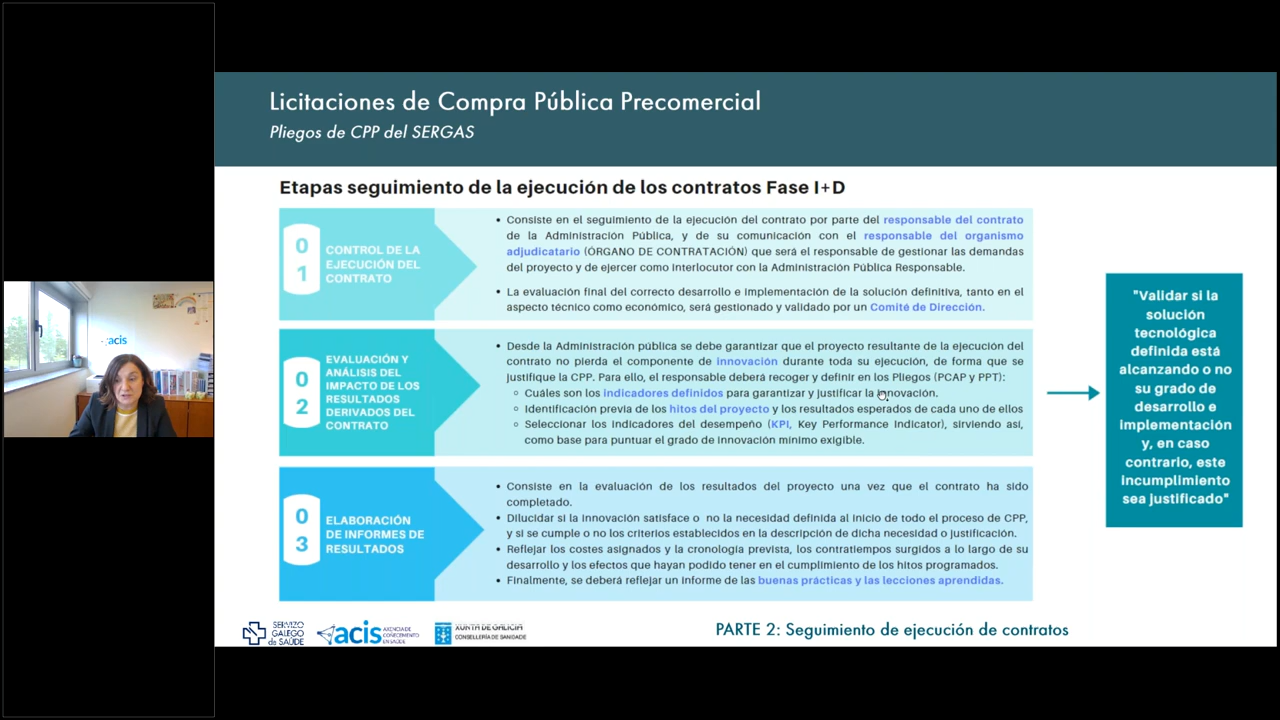 Licitaciones de Compra Pública Precomercial
Pliegos de CPP del SERGAS
Etapas seguimiento de la ejecución de los contratos Fase I+D
0
1
CONTROL DE LA
EJECUCIÓN DEL
CONTRATO
• Consiste en el seguimiento de la ejecución del contrato por parte del responsable del contrato
de la Administración Pública, y de su comunicación con el responsable del organismo
adjudicatario (ÓRGANO DE CONTRATACIÓN) que será el responsable de gestionar las demandas
del proyecto y de ejercer como interlocutor con la Administración Pública Responsable.
• La evaluación final del correcto desarrollo e implementación de la solución definitiva, tanto en el
aspecto técnico como económico, será gestionado y validado por un Comité de Dirección.
0
2
EVALUACIÓN Y
ANÁLISIS DEL
IMPACTO DE LOS
RESULTADOS
DERIVADOS DEL
CONTRATO
• Desde la Administración pública se debe garantizar que el proyecto resultante de la ejecución del
contrato no pierda el componente de innovación durante toda su ejecución, de forma que se
justifique la CPP. Para ello, el responsable deberá recoger y definir en los Pliegos (PCAP y PPT):
◦ Cuáles son los indicadores definidos para garantizar y justificar la innovación.
◦ Identificación previa de los hitos del proyecto y los resultados esperados de cada uno de ellos
◦ Seleccionar los indicadores del desempeño (KPI, Key Performance Indicator), sirviendo así,
como base para puntuar el grado de innovación mínimo exigible.
0
3
ELABORACIÓN
DE INFORMES DE
RESULTADOS
• Consiste en la evaluación de los resultados del proyecto una vez que el contrato ha sido
completado.
• Dilucidar si la innovación satisface o no la necesidad definida al inicio de todo el proceso de CPP,
y si se cumple o no los criterios establecidos en la descripción de dicha necesidad o justificación.
• Reflejar los costes asignados y la cronología prevista, los contratiempos surgidos a lo largo de su
desarrollo y los efectos que hayan podido tener en el cumplimiento de los hitos programados.
• Finalmente, se deberá reflejar un informe de las buenas prácticas y las lecciones aprendidas.
"Validar si la
solución
tecnológica
definida está
alcanzando o no
su grado de
desarrollo e
implementación
y, en caso
contrario, este
incumplimiento
sea justificado"
acis
SERVIZO
GALEGO
de SAÚDE
acis
AXENCIA DE
COÑECEMENTO
EN SAÚDE
XUNTA DE GALICIA
CONSELLERÍA DE SANIDADE
PARTE 2: Seguimiento de ejecución de contratos